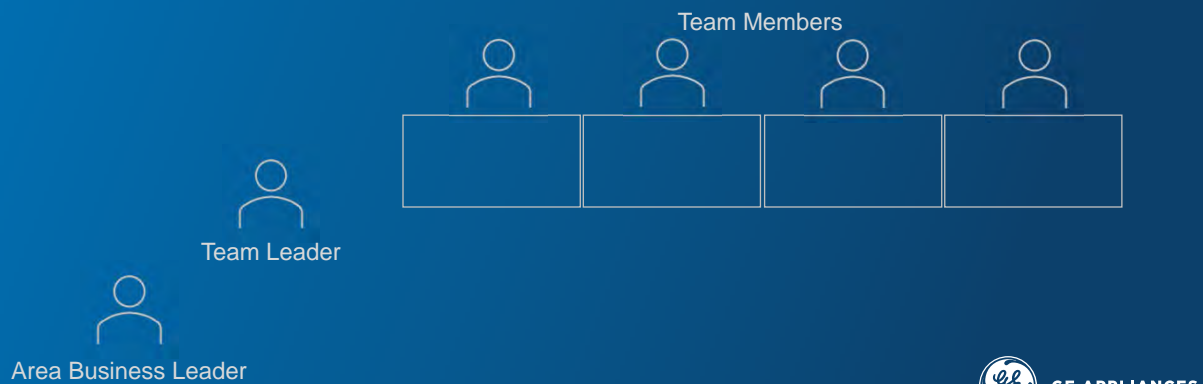 Team Members
Team Leader
Area Business Leader
GE APPLIANCES